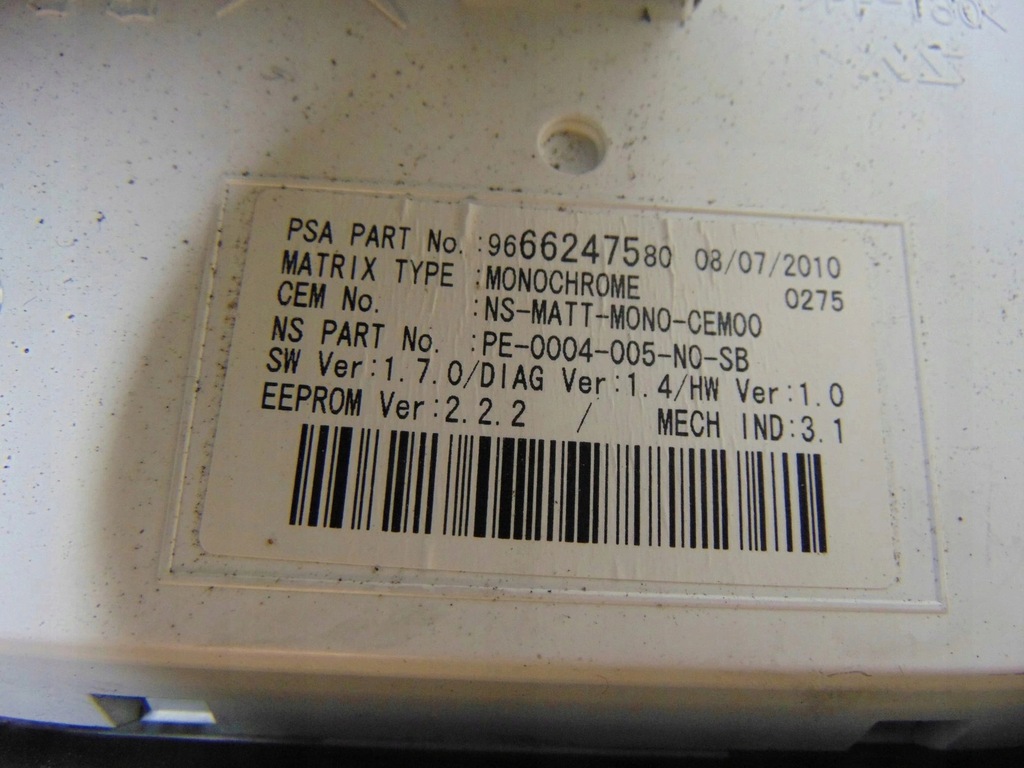 PSA PART No. :9666247580 08/07/2010
MATRIX TYPE :MONOCHROME 0275
CEM No. :NS-MATT-MONO-CEM00
NS PART No. :PE-0004-005-NO-SB
SW Ver:1.7.0/DIAG Ver:1.4/HW Ver:1.0
EEPROM Ver:2.2.2 / MECH IND:3.1